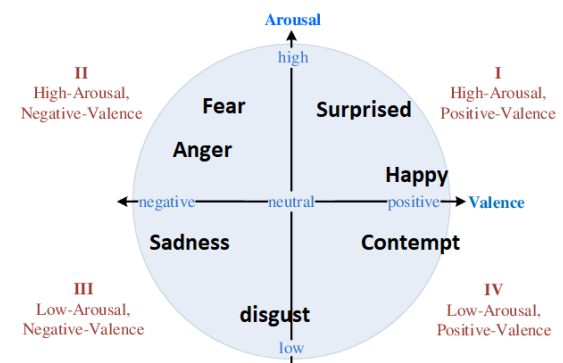 Arousal
high
II
High-Arousal,
Negative-Valence
I
High-Arousal,
Positive-Valence
Fear
Surprised
Anger
Happy
negative
neutral
positive
Valence
Sadness
Contempt
III
Low-Arousal,
Negative-Valence
IV
Low-Arousal,
Positive-Valence
disgust
low